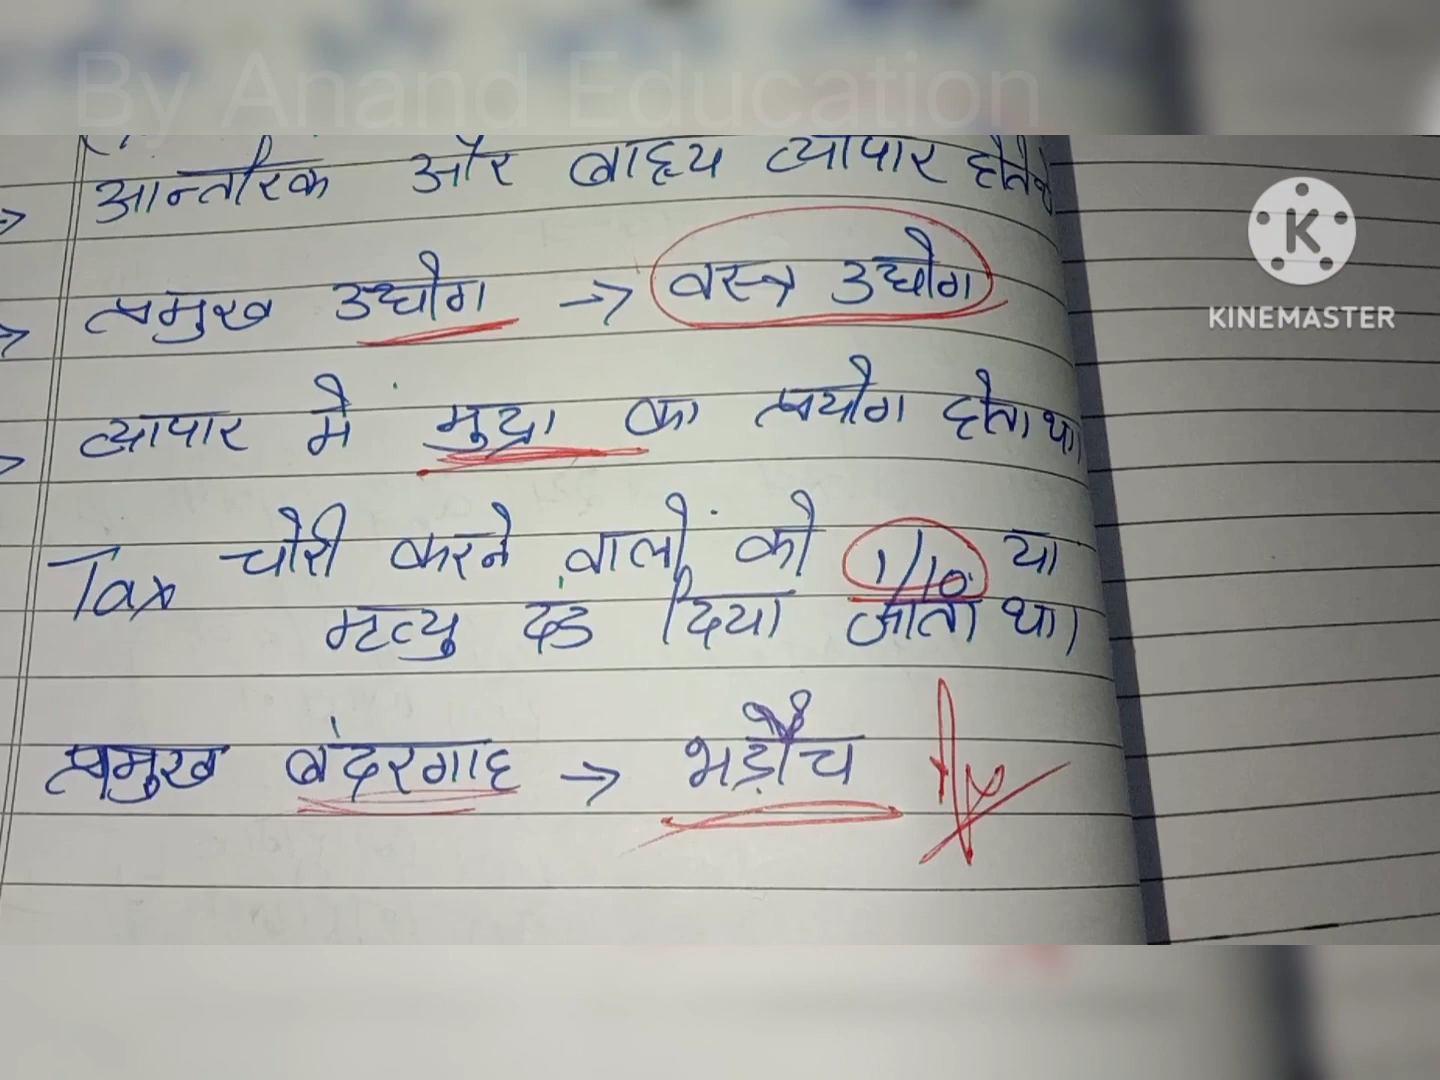 By Anand Education
आन्तरिक और बाह्य व्यापार होते थे
प्रमुख उद्योग → वस्त्र उद्योग
व्यापार में मुद्रा का प्रयोग होता था।
Tax चोरी करने वालों को 1/10 या
मृत्यु दंड दिया जाता था।
प्रमुख बंदरगाह → भड़ौच
K
KINEMASTER